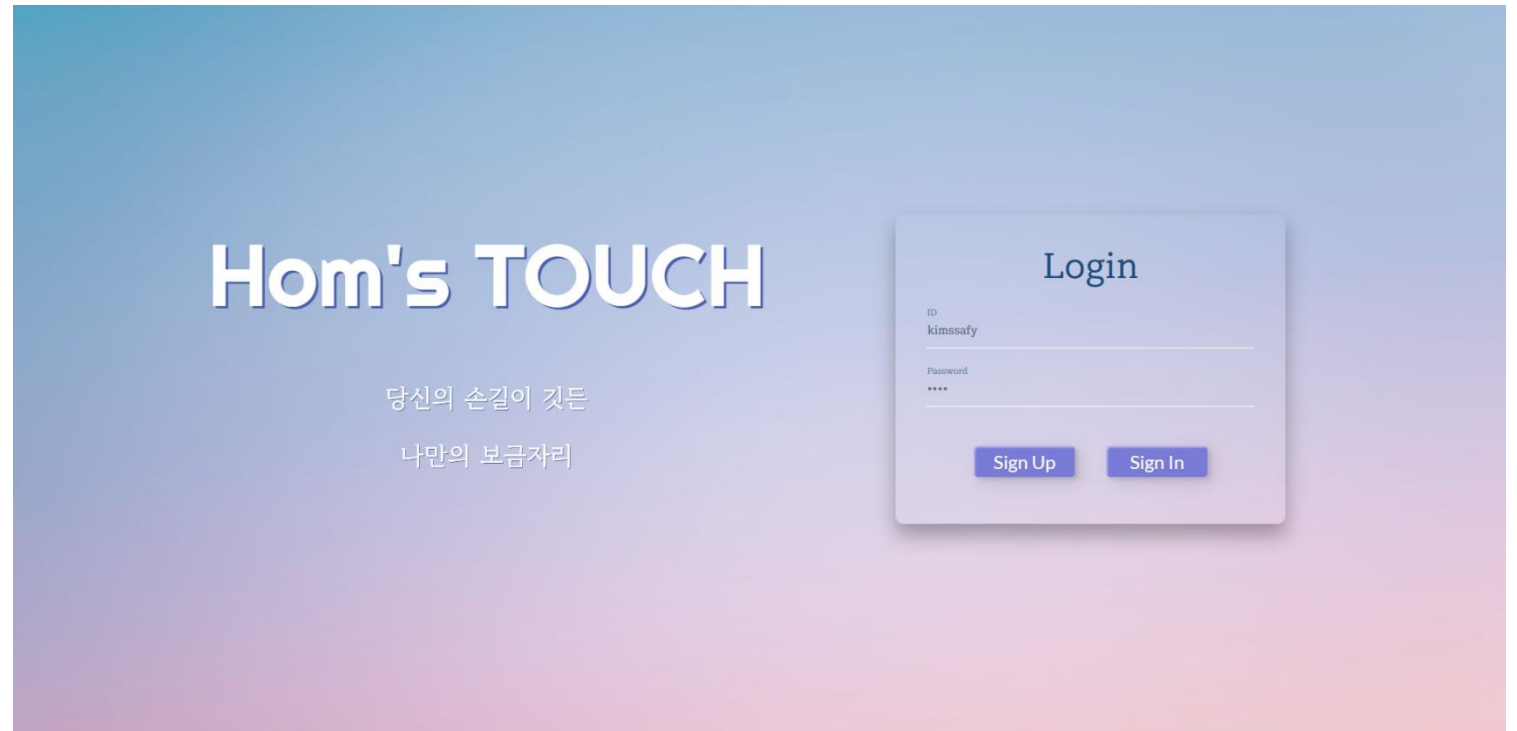 Hom's TOUCH
당신의 손길이 깃든
나만의 보금자리
Login
ID
kimssafy
Password
••••
Sign Up
Sign In